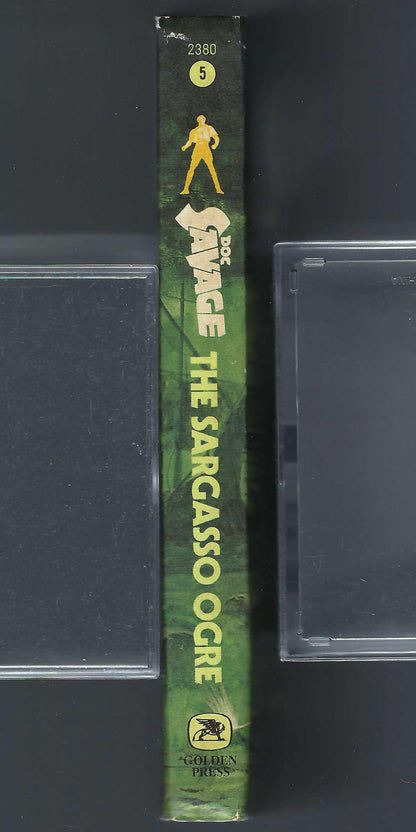 2380
5
DOC
SAVAGE
THE SARGASSO OGRE
GOLDEN
PRESS